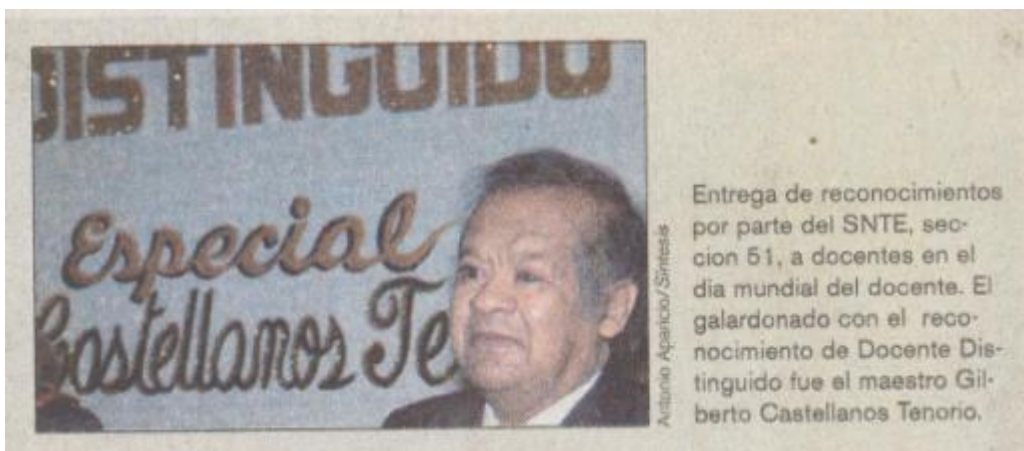 DISTINGUIDO
Especial
Castellanos Te
Antonio Aparicio/Síntesis
Entrega de reconocimientos
por parte del SNTE, sec-
cion 51, a docentes en el
dia mundial del docente. El
galardonado con el reco-
nocimiento de Docente Dis-
tinguido fue el maestro Gil-
berto Castellanos Tenorio.